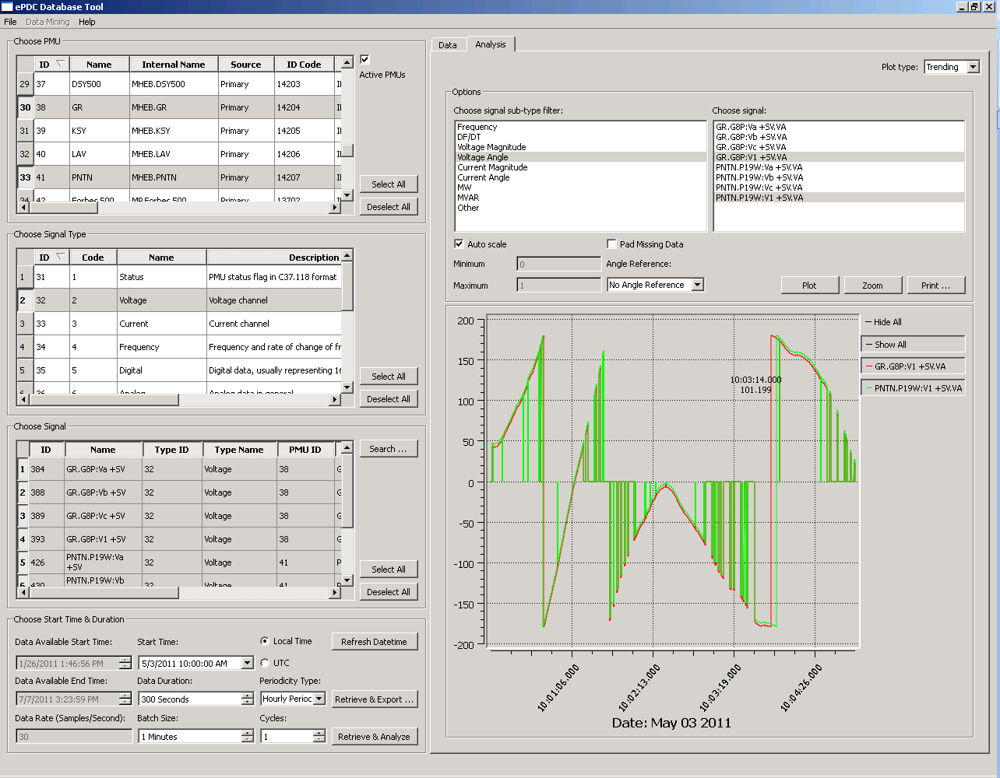 ePDC Database Tool
File Data Mining Help
Choose PMU
ID Name Internal Name Source ID Code
29 37 DSY500 MHEB.DSY500 Primary 14203
30 38 GR MHEB.GR Primary 14204
31 39 KSY MHEB.KSY Primary 14205
32 40 LAV MHEB.LAV Primary 14206
33 41 PNTN MHEB.PNTN Primary 14207
34 42 Forbes 500 MP.Forbes 500 Primary 13702
Active PMUs
Select All
Deselect All
Choose Signal Type
ID Code Name Description
1 31 1 Status PMU status flag in C37.118 format
2 32 2 Voltage Voltage channel
3 33 3 Current Current channel
4 34 4 Frequency Frequency and rate of change of fr
5 35 5 Digital Digital data, usually representing 16
6 36 6 Analog Analog data in general
Select All
Deselect All
Choose Signal
ID Name Type ID Type Name PMU ID
1 384 GR.G8P:Va +SV 32 Voltage 38 G
2 388 GR.G8P:Vb +SV 32 Voltage 38 G
3 389 GR.G8P:Vc +SV 32 Voltage 38 G
4 393 GR.G8P:V1 +SV 32 Voltage 38 G
5 426 PNTN.P19W:Va +SV 32 Voltage 41 P
6 430 PNTN.P19W:Vb 32 Voltage 41
Search ...
Select All
Deselect All
Choose Start Time & Duration
Data Available Start Time: Start Time: Local Time Refresh Datetime
1/26/2011 1:46:56 PM 5/3/2011 10:00:00 AM UTC
Data Available End Time: Data Duration: Periodicity Type:
7/7/2011 3:23:59 PM 300 Seconds Hourly Perioc Retrieve & Export ...
Data Rate (Samples/Second): Batch Size: Cycles:
30 1 Minutes 1 Retrieve & Analyze
Data Analysis
Plot type: Trending
Options
Choose signal sub-type filter:
Frequency
DF/DT
Voltage Magnitude
Voltage Angle
Current Magnitude
Current Angle
MW
MVAR
Other
Choose signal:
GR.G8P:Va +SV.VA
GR.G8P:Vb +SV.VA
GR.G8P:Vc +SV.VA
GR.G8P:V1 +SV.VA
PNTN.P19W:Va +SV.VA
PNTN.P19W:Vb +SV.VA
PNTN.P19W:Vc +SV.VA
PNTN.P19W:V1 +SV.VA
Auto scale Pad Missing Data
Minimum 0 Angle Reference:
Maximum 1 No Angle Reference Plot Zoom Print ...
200
150
100
50
0
-50
-100
-150
-200
10:03:14.000
101.199
Hide All
Show All
GR.G8P:V1 +SV.VA
PNTN.P19W:V1 +SV.VA
10:01:06.000 10:02:13.000 10:03:19.000 10:04:26.000
Date: May 03 2011